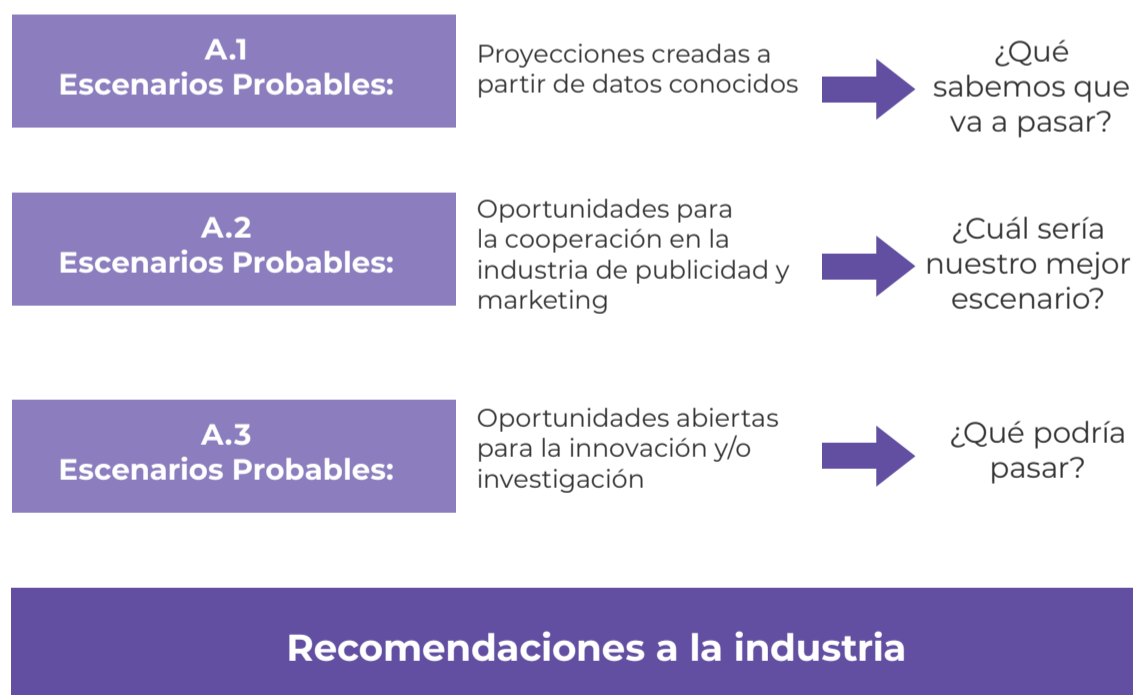 A.1
Escenarios Probables:
Proyecciones creadas a
partir de datos conocidos
¿Qué
sabemos que
va a pasar?
A.2
Escenarios Probables:
Oportunidades para
la cooperación en la
industria de publicidad y
marketing
¿Cuál sería
nuestro mejor
escenario?
A.3
Escenarios Probables:
Oportunidades abiertas
para la innovación y/o
investigación
¿Qué podría
pasar?
Recomendaciones a la industria